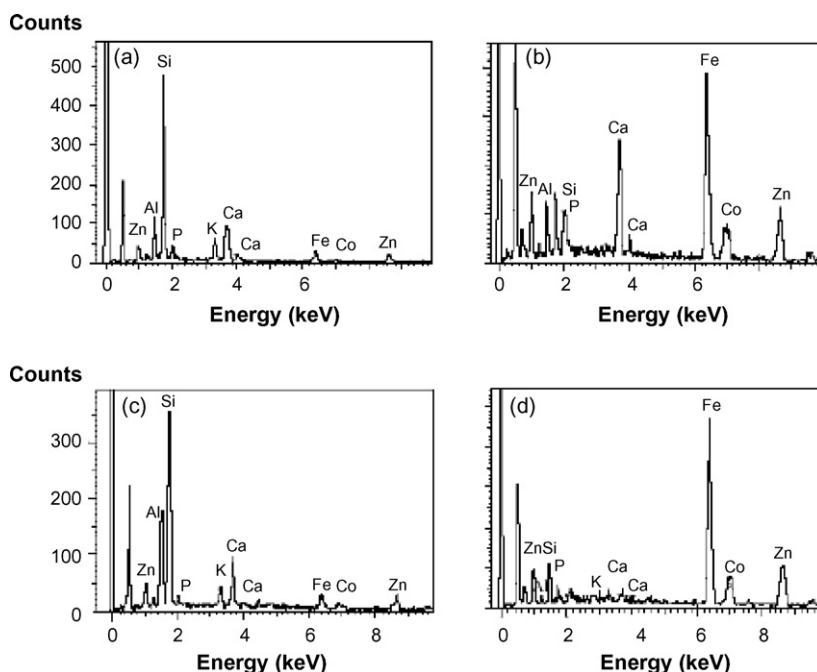 Counts
(a)
Si
500
400
300
200
100
0
Zn
Al
P
K
Ca
Ca
Fe
Co
Zn
0 2 4 6
Energy (keV)
(b)
Fe
Ca
Zn
Al
Si
P
Ca
Co
Zn
0 2 4 6
Energy (keV)
Counts
(c)
Si
300
200
100
0
Al
Zn
P
K
Ca
Ca
Fe
Co
Zn
0 2 4 6 8
Energy (keV)
(d)
Fe
ZnSi
P
K
Ca
Ca
Co
Zn
0 2 4 6 8
Energy (keV)